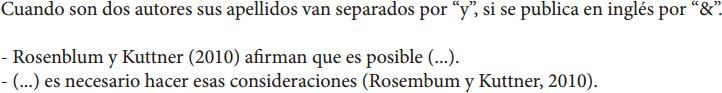 Cuando son dos autores sus apellidos van separados por “y”, si se publica en inglés por “&”.
- Rosenblum y Kuttner (2010) afirman que es posible (...).
- (...) es necesario hacer esas consideraciones (Rosembum y Kuttner, 2010).